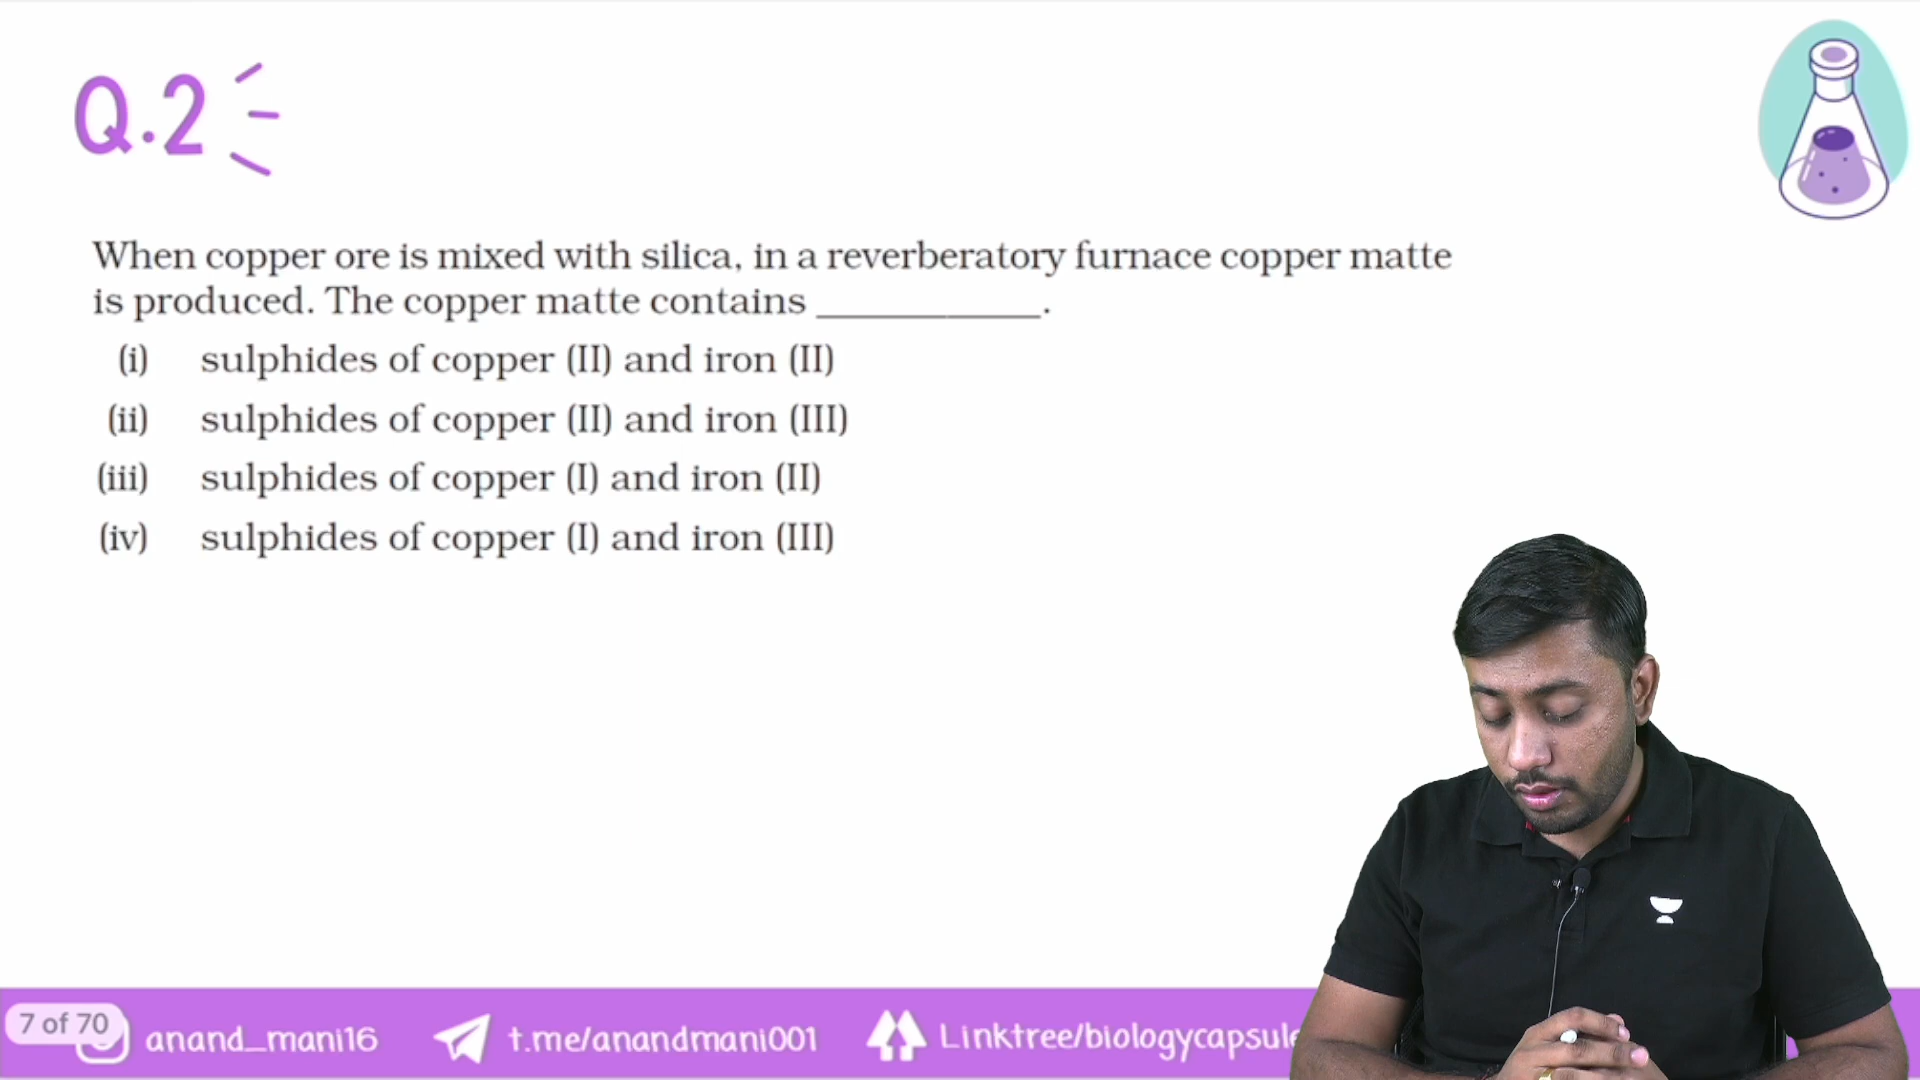 Q.2
When copper ore is mixed with silica, in a reverberatory furnace copper matte
is produced. The copper matte contains ____________.
(i) sulphides of copper (II) and iron (II)
(ii) sulphides of copper (II) and iron (III)
(iii) sulphides of copper (I) and iron (II)
(iv) sulphides of copper (I) and iron (III)
7 of 70
anand_mani16
t.me/anandmani001
Linktree/biologycapsule